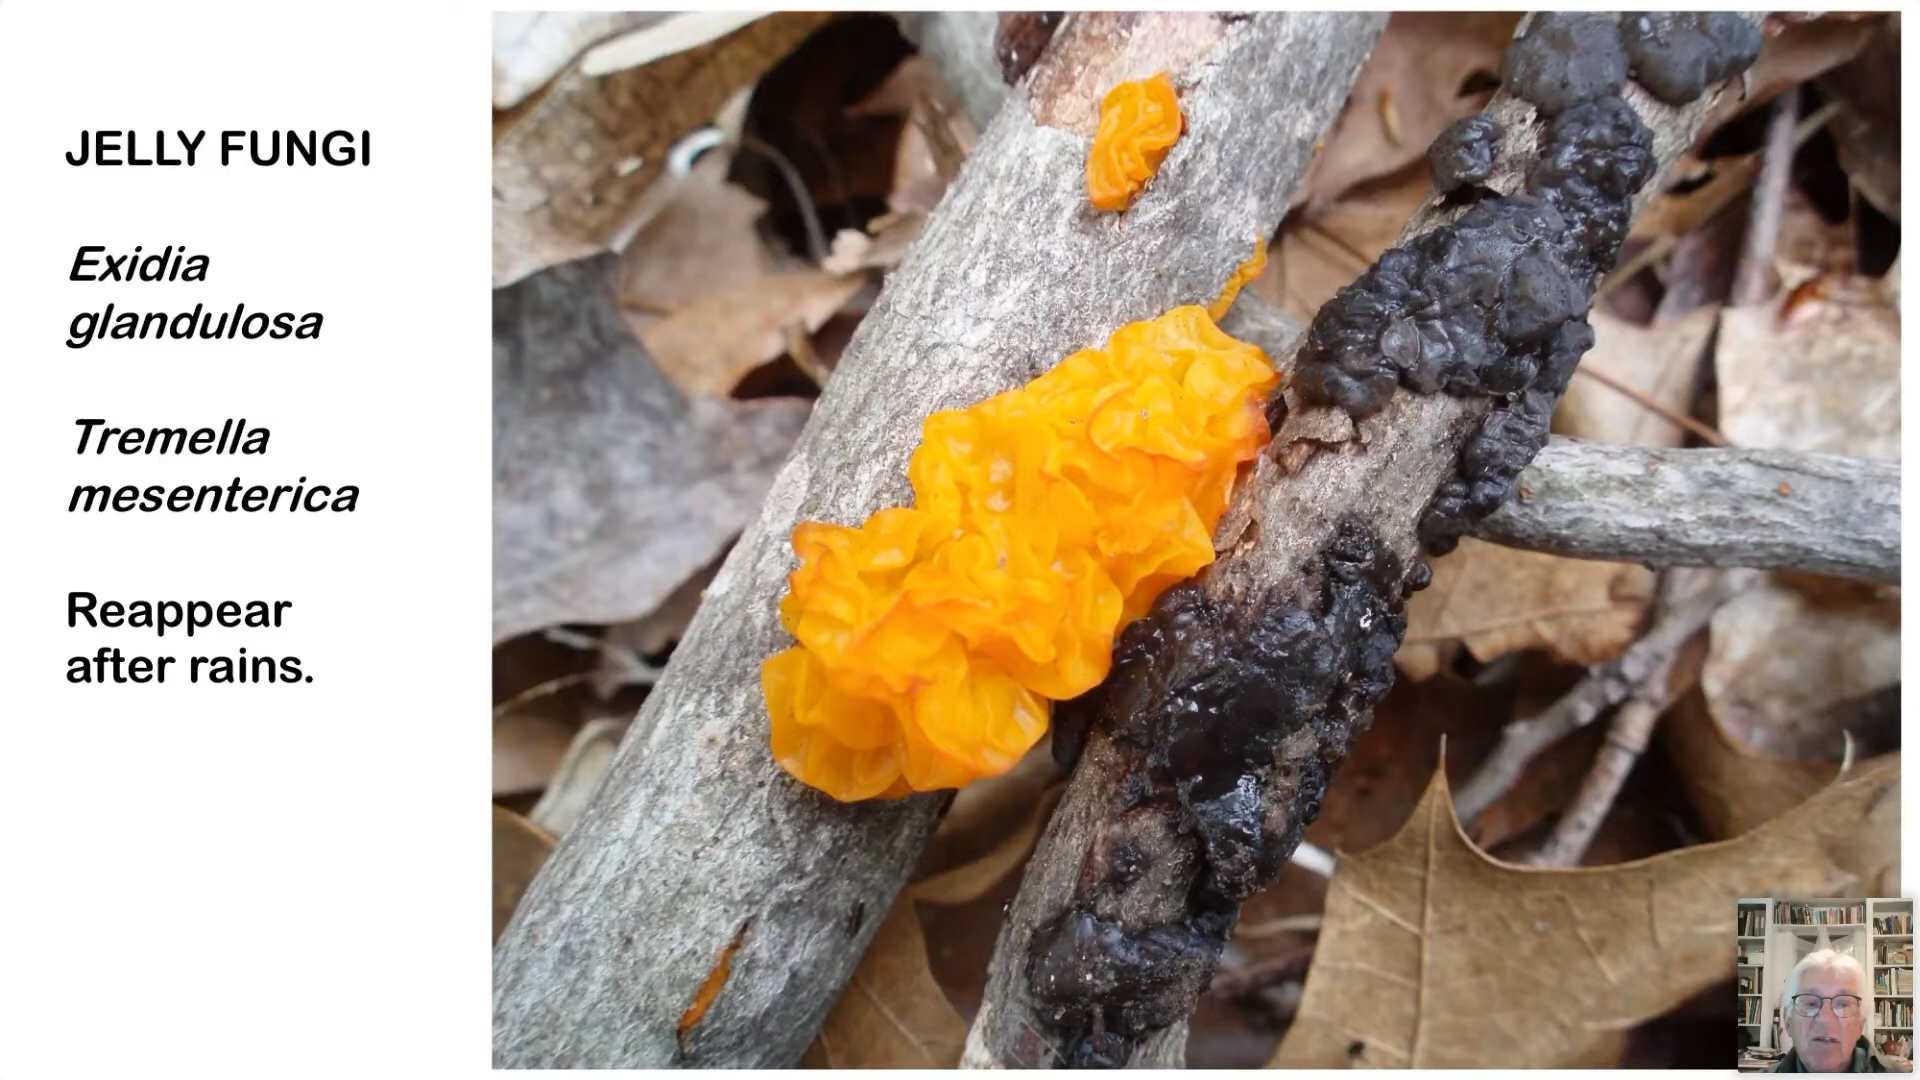 JELLY FUNGI
Exidia
glandulosa
Tremella
mesenterica
Reappear
after rains.